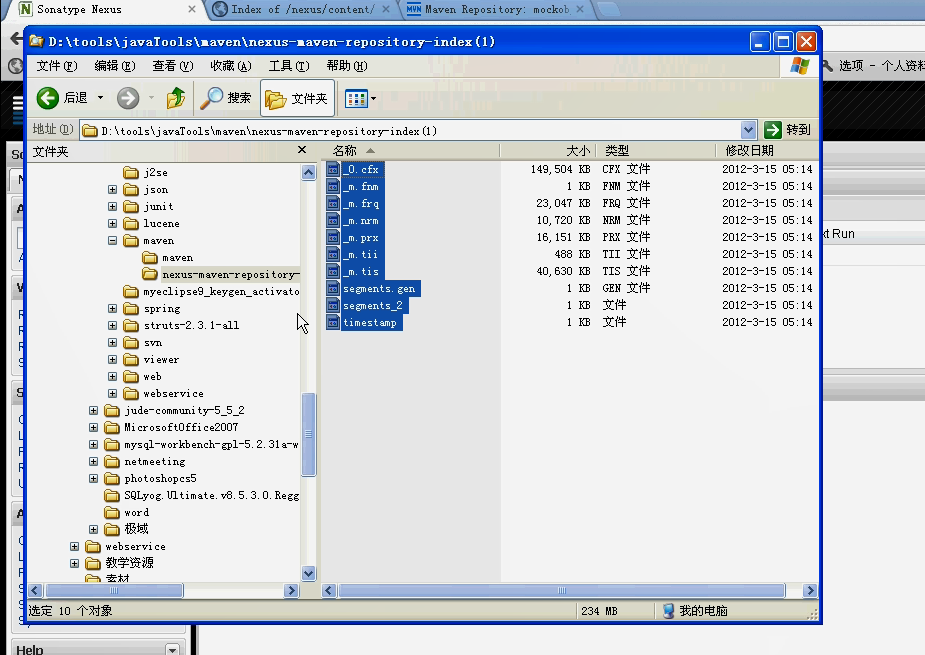 Sonatype Nexus
Index of /nexus/content/
Maven Repository: mockob
选项 - 个人资料
D:\tools\javaTools\maven\nexus-maven-repository-index(1)
文件(F) 编辑(E) 查看(V) 收藏(A) 工具(T) 帮助(H)
后退 搜索 文件夹
地址(D) D:\tools\javaTools\maven\nexus-maven-repository-index(1) 转到
文件夹
名称 大小 类型 修改日期
_0.cfx 149,504 KB CFX 文件 2012-3-15 05:14
_m.fnm 1 KB FNM 文件 2012-3-15 05:14
_m.frq 23,047 KB FRQ 文件 2012-3-15 05:14
_m.nrm 10,720 KB NRM 文件 2012-3-15 05:14
_m.prx 16,151 KB PRX 文件 2012-3-15 05:14
_m.tii 488 KB TII 文件 2012-3-15 05:14
_m.tis 40,630 KB TIS 文件 2012-3-15 05:14
segments.gen 1 KB GEN 文件 2012-3-15 05:14
segments_2 1 KB 文件 2012-3-15 05:14
timestamp 1 KB 文件 2012-3-15 05:14
j2se
json
junit
lucene
maven
maven
nexus-maven-repository-
myeclipse9_keygen_activato
spring
struts-2.3.1-all
svn
viewer
web
webservice
jude-community-5_5_2
MicrosoftOffice2007
mysql-workbench-gpl-5.2.31a-w
netmeeting
photoshopcs5
SQLyog.Ultimate.v8.5.3.0.Regg
word
极域
webservice
教学资源
素材
选定 10 个对象 234 MB 我的电脑
xt Run
Help